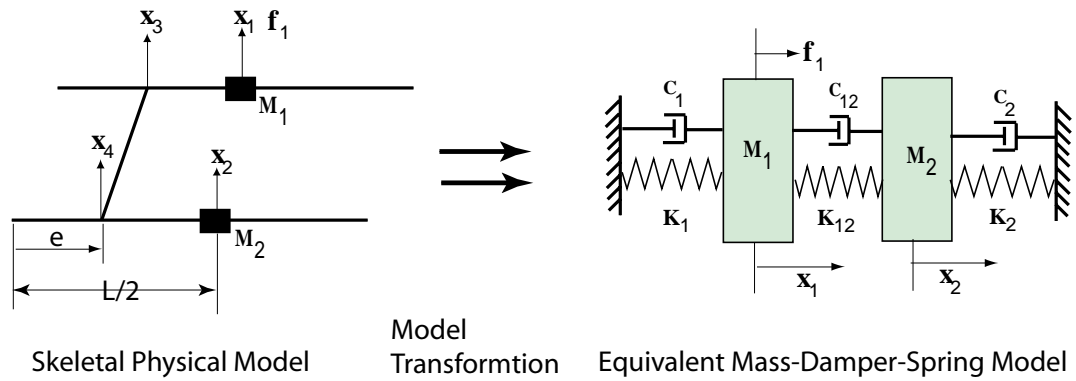 x3
x1 f1
M1
x4
x2
M2
e
L/2
f1
C1
C12
C2
M1
M2
K1
K12
K2
x1
x2
Skeletal Physical Model
Model
Transformtion
Equivalent Mass-Damper-Spring Model